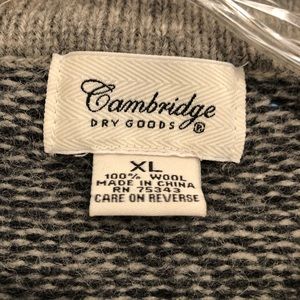 Cambridge
DRY GOODS®
XL
100% WOOL
MADE IN CHINA
RN 75343
CARE ON REVERSE